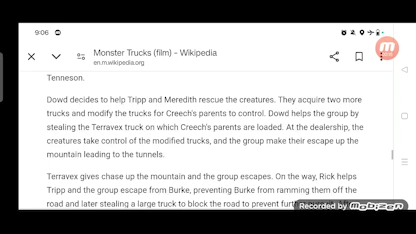 9:06
Monster Trucks (film) - Wikipedia
en.m.wikipedia.org
Tenneson.
Dowd decides to help Tripp and Meredith rescue the creatures. They acquire two more
trucks and modify the trucks for Creech's parents to control. Dowd helps the group by
stealing the Terravex truck on which Creech's parents are loaded. At the dealership, the
creatures take control of the modified trucks, and the group make their escape up the
mountain leading to the tunnels.
Terravex gives chase up the mountain and the group escapes. On the way, Rick helps
Tripp and the group escape from Burke, preventing Burke from ramming them off the
road and later stealing a large truck to block the road to prevent
Recorded by Mobizen